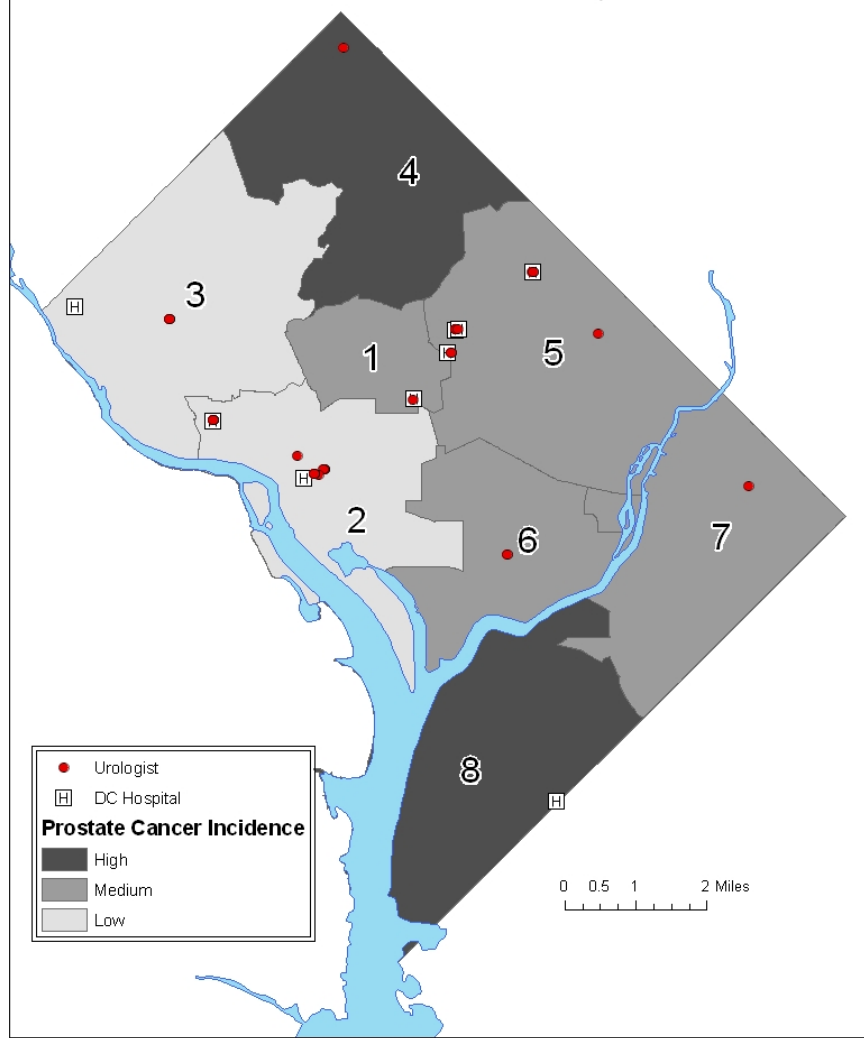 4
3
5
1
2
6
7
8
H
H
H
H
Urologist
H DC Hospital
Prostate Cancer Incidence
High
Medium
Low
0 0.5 1 2 Miles